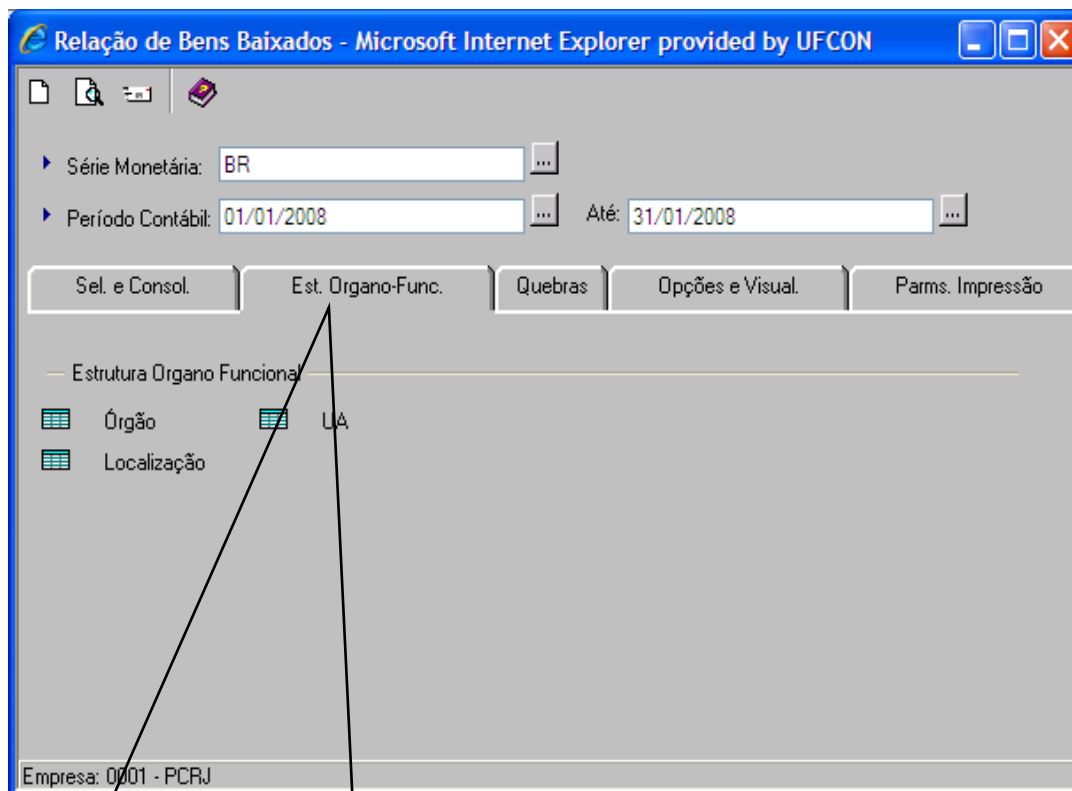 Relação de Bens Baixados - Microsoft Internet Explorer provided by UFCON
Série Monetária: BR ...
Período Contábil: 01/01/2008 ... Até: 31/01/2008 ...
Sel. e Consol. Est. Organo-Func. Quebras Opções e Visual. Parms. Impressão
Estrutura Organo Funcional
Órgão UA
Localização
Empresa: 0001 - PCRJ